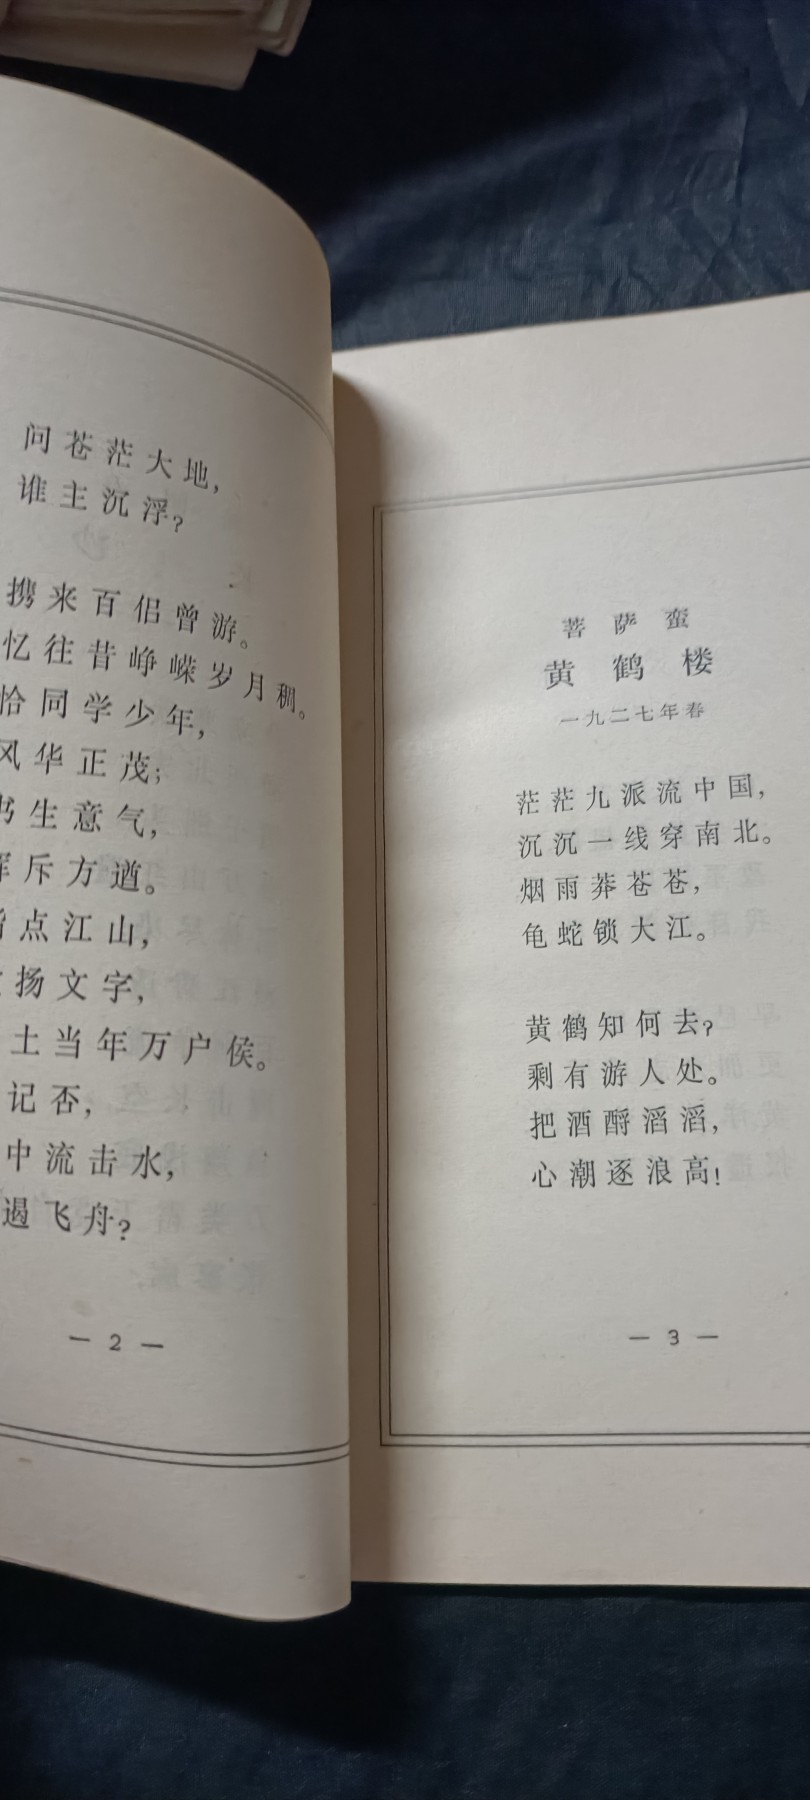 问苍茫大地，
谁主沉浮？
携来百侣曾游。
忆往昔峥嵘岁月稠。
恰同学少年，
风华正茂；
书生意气，
挥斥方遒。
点江山，
扬文字，
土当年万户侯。
记否，
中流击水，
遏飞舟？
— 2 —
菩萨蛮
黄鹤楼
一九二七年春
茫茫九派流中国，
沉沉一线穿南北。
烟雨莽苍苍，
龟蛇锁大江。
黄鹤知何去？
剩有游人处。
把酒酹滔滔，
心潮逐浪高！
— 3 —